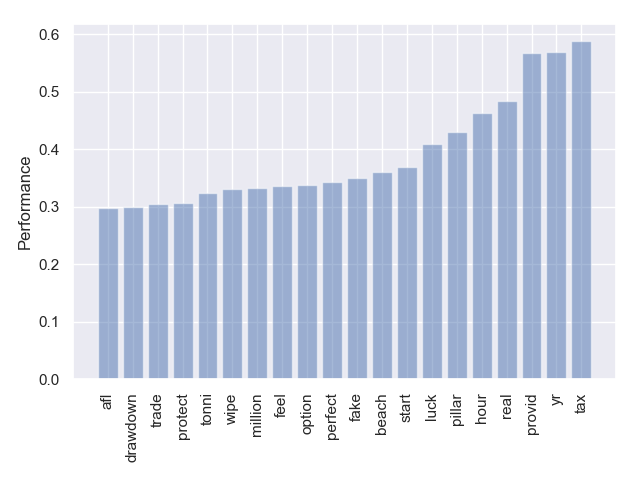 0.6
0.5
0.4
0.3
0.2
0.1
0.0
Performance
afl
drawdown
trade
protect
tonni
wipe
million
feel
option
perfect
fake
beach
start
luck
pillar
hour
real
provid
yr
tax